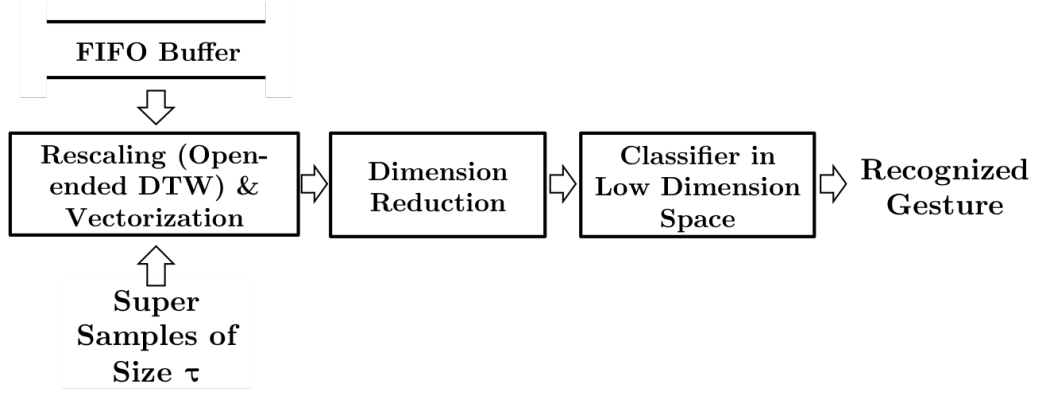 FIFO Buffer
Rescaling (Open-
ended DTW) &
Vectorization
Dimension
Reduction
Classifier in
Low Dimension
Space
Recognized
Gesture
Super
Samples of
Size τ